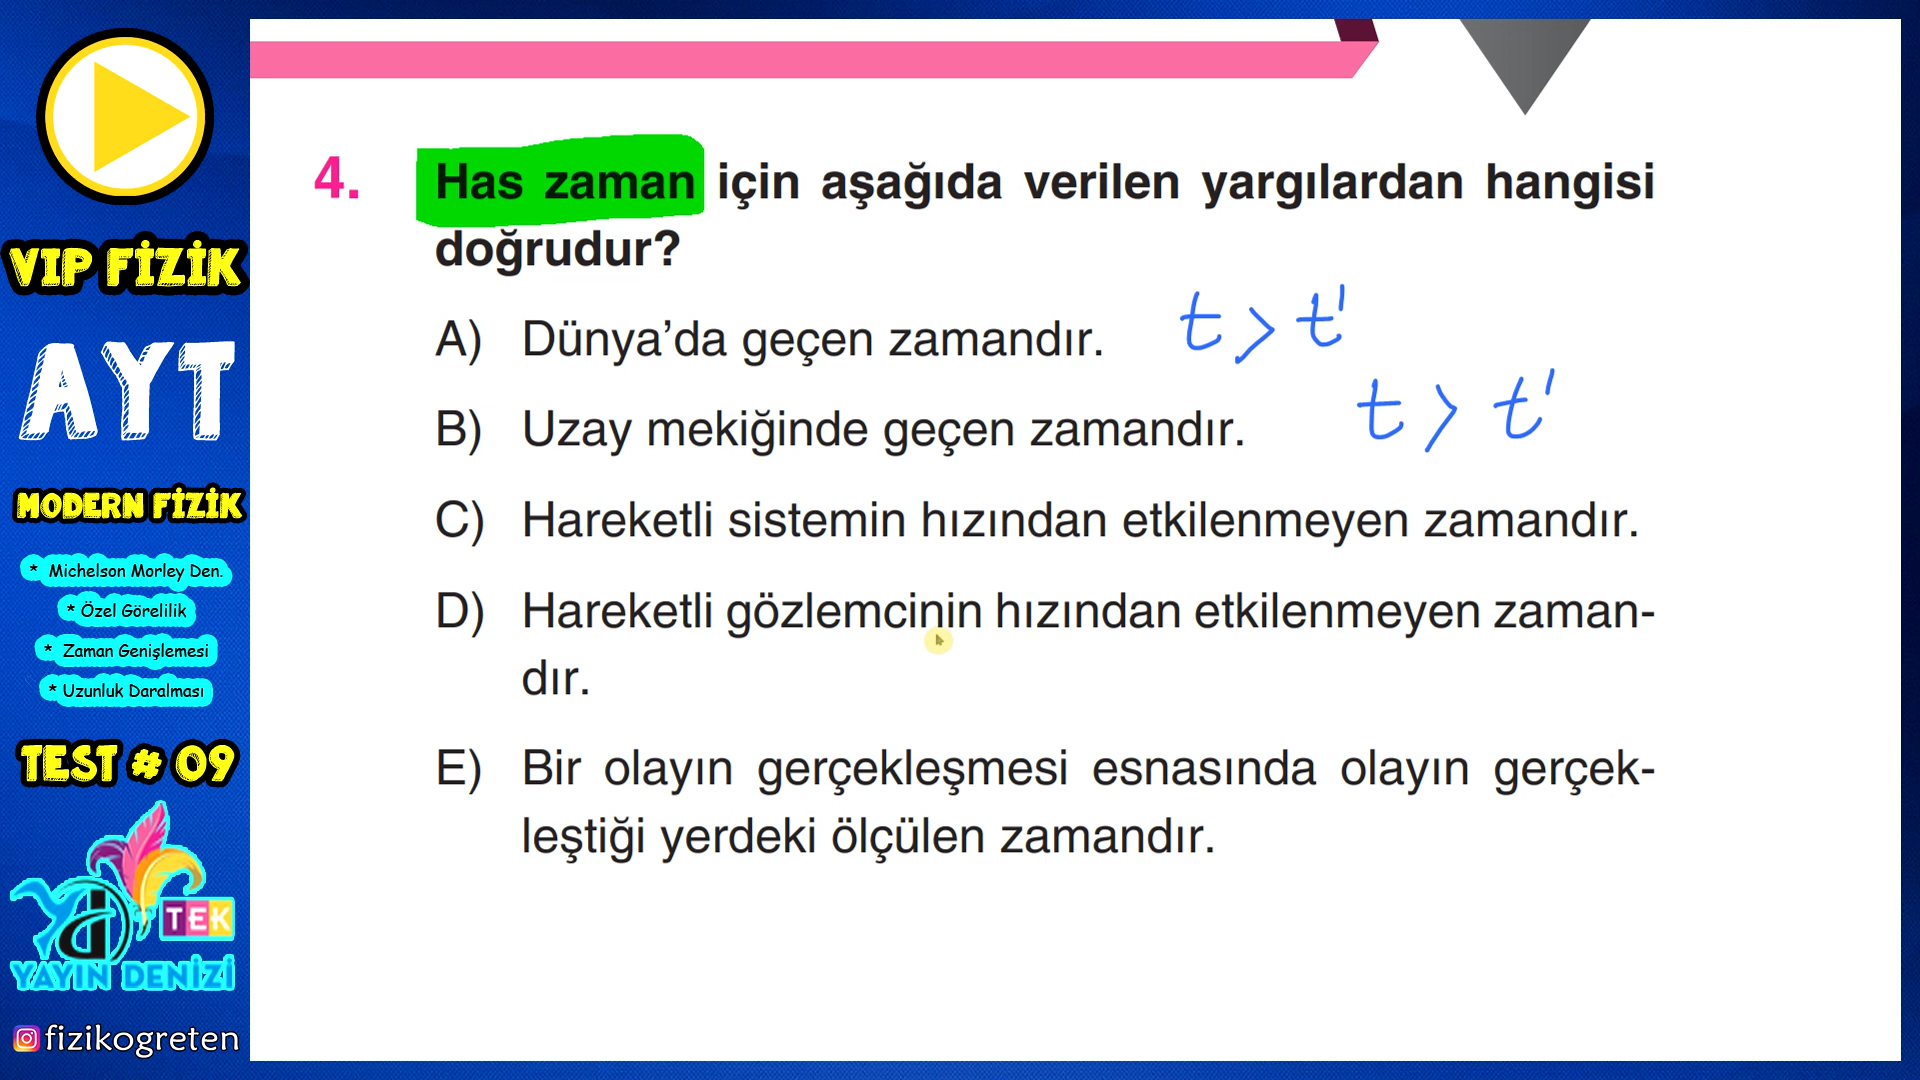 VIP FİZİK
AYT
MODERN FİZİK
* Michelson Morley Den.
* Özel Görelilik
* Zaman Genişlemesi
* Uzunluk Daralması
TEST # 09
TEK
YAYIN DENİZİ
fizikogreten
4. Has zaman için aşağıda verilen yargılardan hangisi
doğrudur?
A) Dünya’da geçen zamandır. t > t'
B) Uzay mekiğinde geçen zamandır. t > t'
C) Hareketli sistemin hızından etkilenmeyen zamandır.
D) Hareketli gözlemcinin hızından etkilenmeyen zaman-
dır.
E) Bir olayın gerçekleşmesi esnasında olayın gerçek-
leştiği yerdeki ölçülen zamandır.